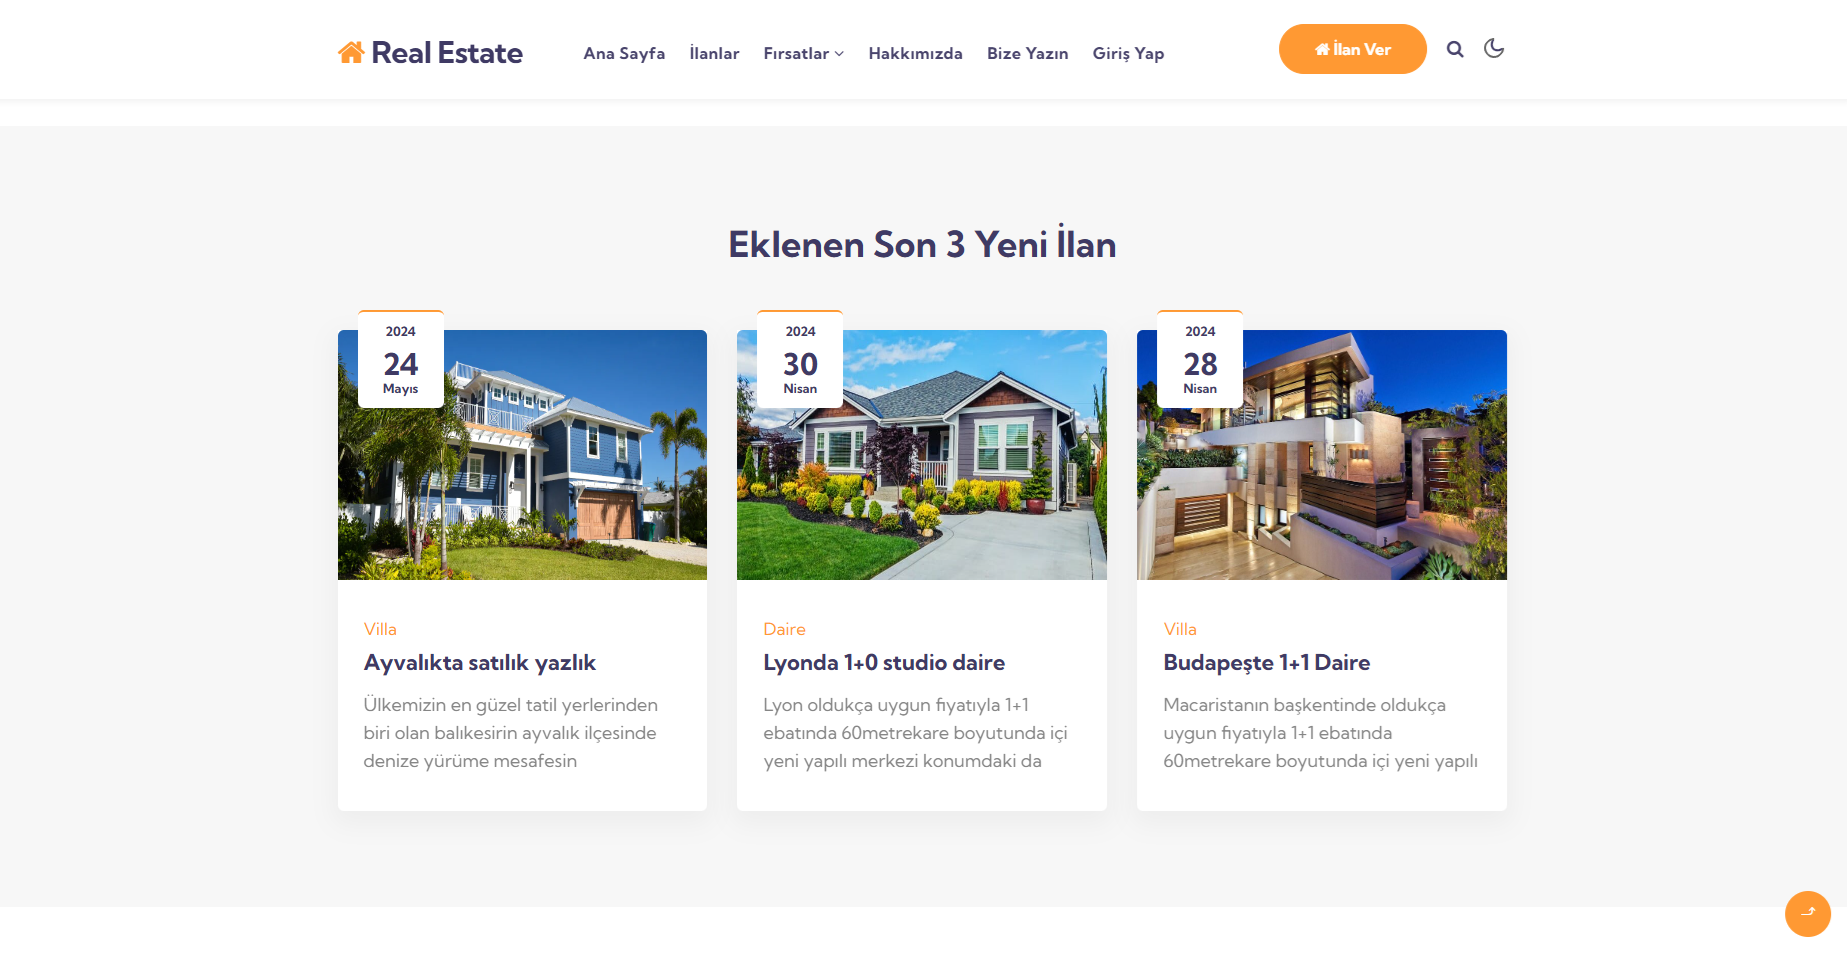 Real Estate
Ana Sayfa İlanlar Fırsatlar Hakkımızda Bize Yazın Giriş Yap
İlan Ver
Eklenen Son 3 Yeni İlan
2024
24
Mayıs
Villa
Ayvalıkta satılık yazlık
Ülkemizin en güzel tatil yerlerinden
biri olan balıkesirin ayvalık ilçesinde
denize yürüme mesafesin
2024
30
Nisan
Daire
Lyonda 1+0 studio daire
Lyon oldukça uygun fiyatıyla 1+1
ebatında 60metrekare boyutunda içi
yeni yapılı merkezi konumdaki da
2024
28
Nisan
Villa
Budapeşte 1+1 Daire
Macaristanın başkentinde oldukça
uygun fiyatıyla 1+1 ebatında
60metrekare boyutunda içi yeni yapılı